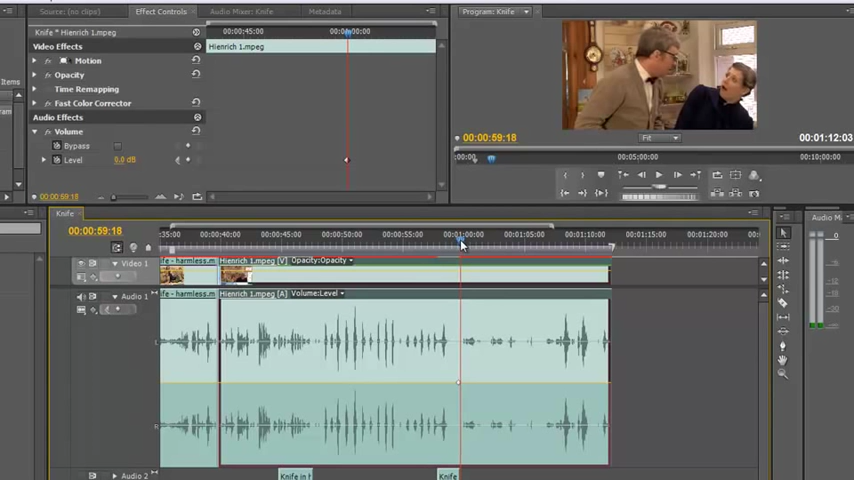 Source: (no clips)
Effect Controls
Audio Mixer: Knife
Metadata
Program: Knife
Knife * Hienrich 1.mpeg
00:00:45:00
Hienrich 1.mpeg
Video Effects
Motion
Opacity
Time Remapping
Fast Color Corrector
Audio Effects
Volume
Bypass
Level
0.0 dB
00:00:59:18
Items
00:00:59:18
Fit
00:01:12:03
:00:00
00:05:00:00
00:10:00:00
Knife
00:00:59:18
:35:00
00:00:40:00
00:00:45:00
00:00:50:00
00:00:55:00
00:01:00:00
00:01:05:00
00:01:10:00
00:01:15:00
00:01:20:00
Video 1
ife - harmless.m
Hienrich 1.mpeg [V] Opacity:Opacity
Audio 1
ife - harmless.m
Hienrich 1.mpeg [A] Volume:Level
L
R
Audio 2
Knife in h
Knife
Audio M
0